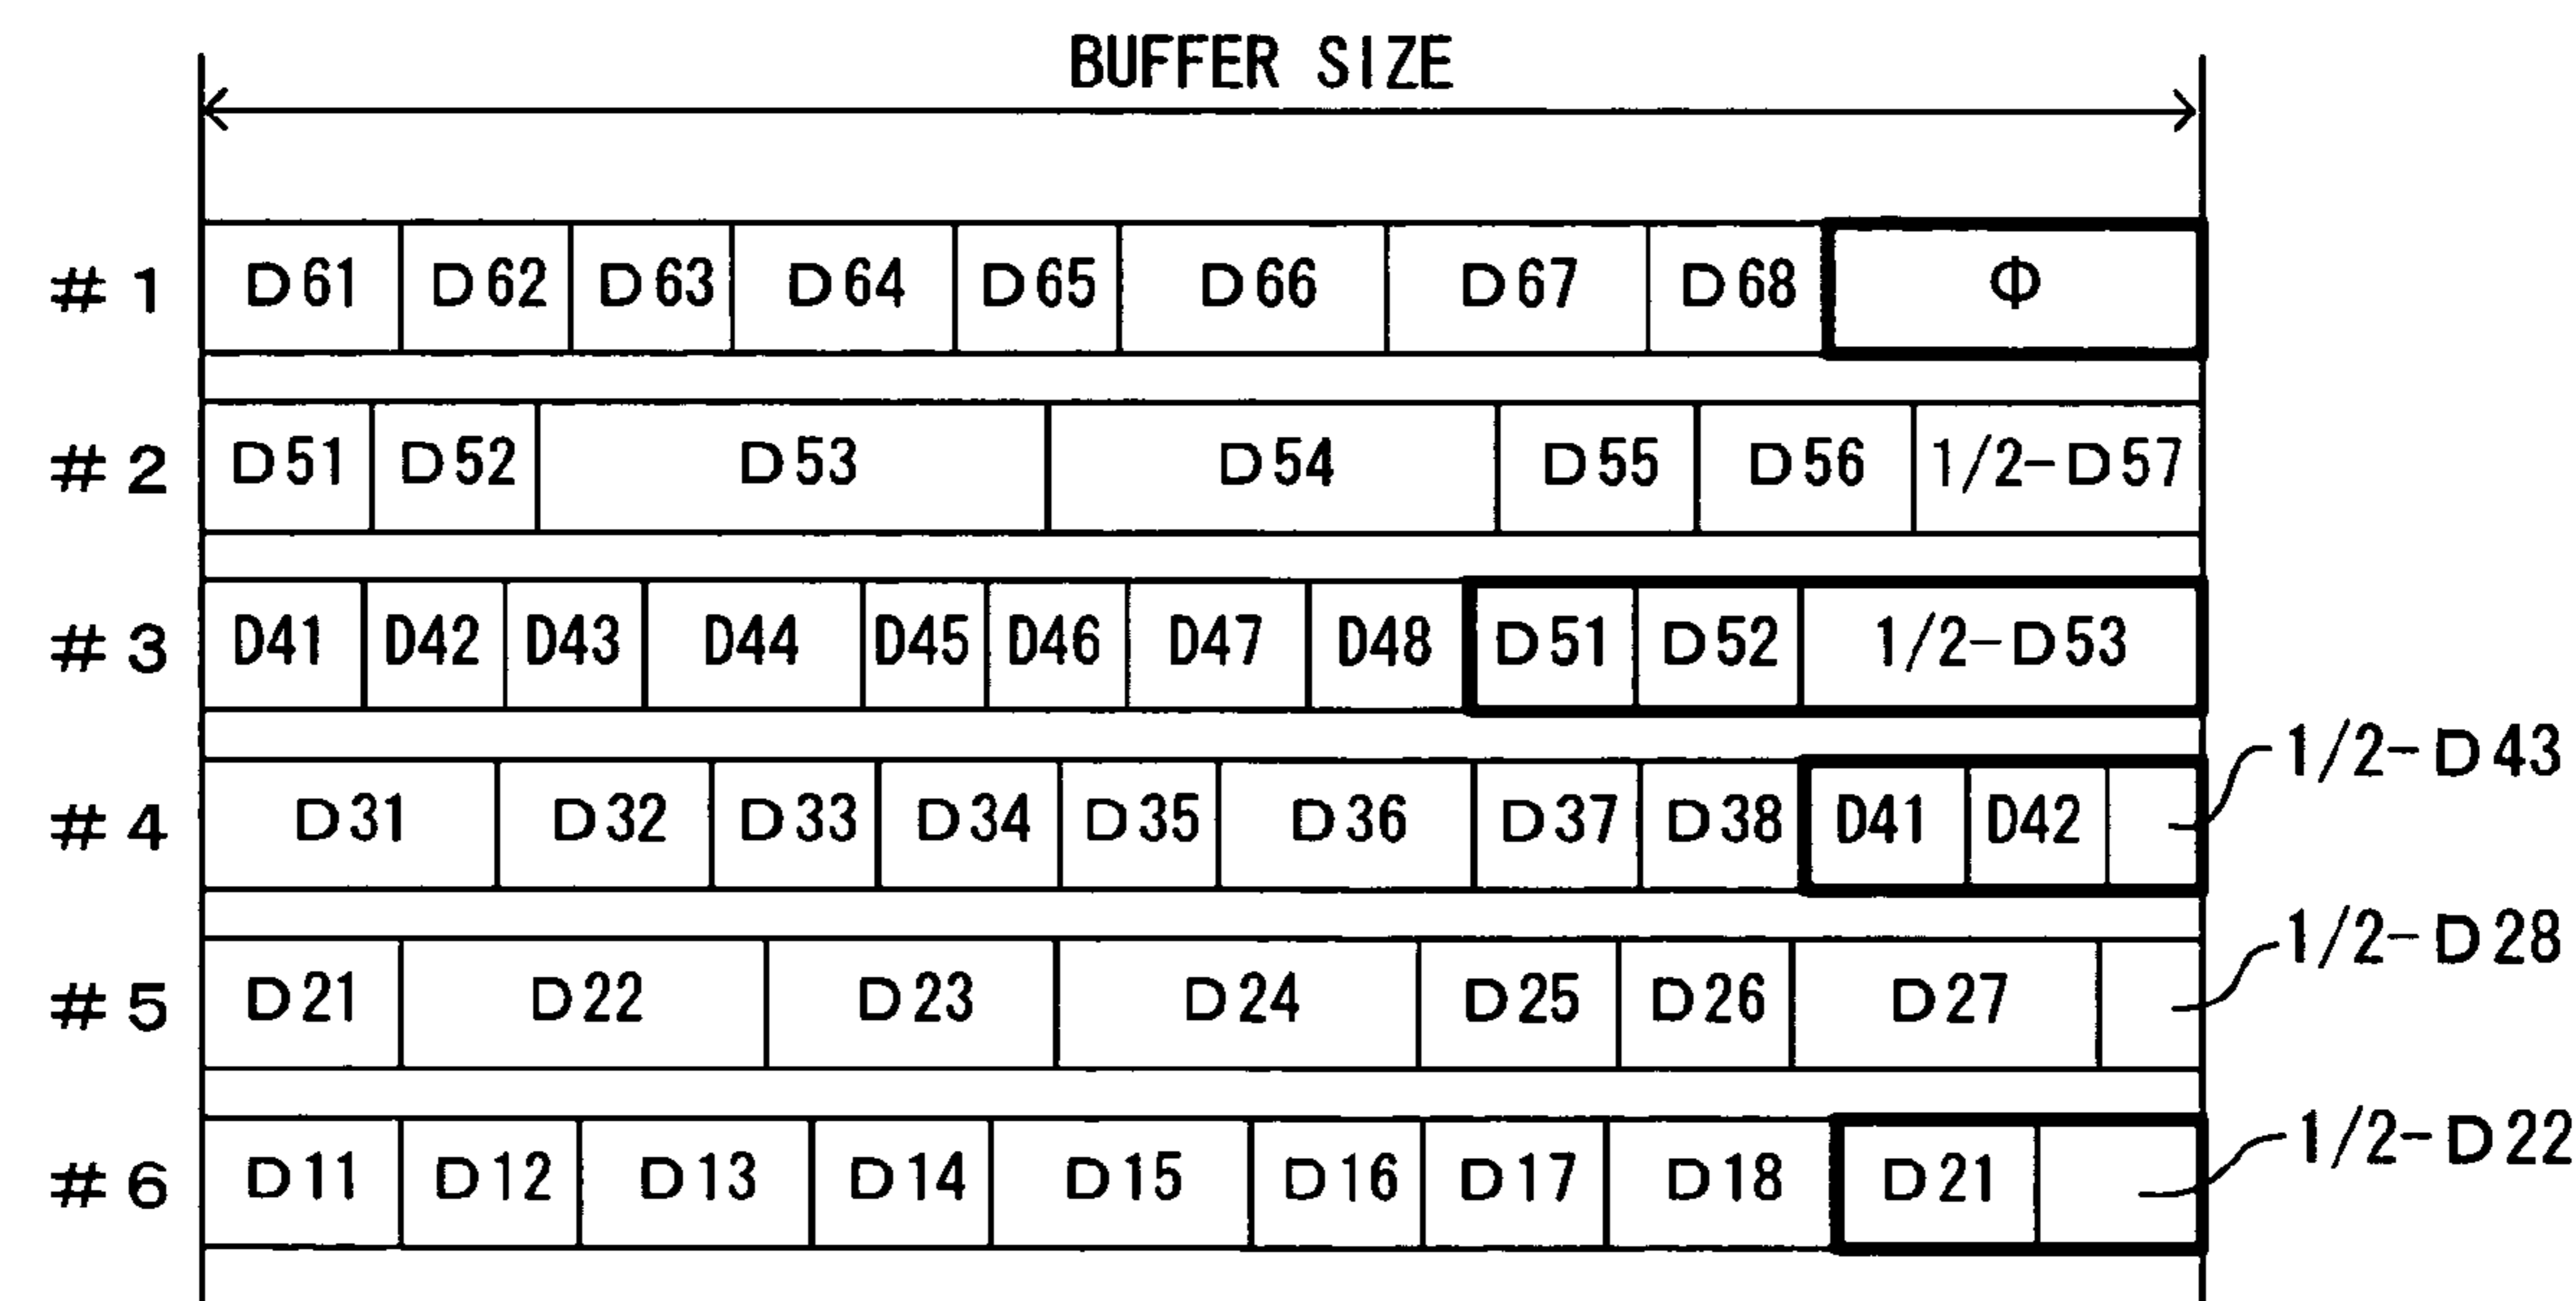 BUFFER SIZE
#1 D61 D62 D63 D64 D65 D66 D67 D68 Φ
#2 D51 D52 D53 D54 D55 D56 1/2-D57
#3 D41 D42 D43 D44 D45 D46 D47 D48 D51 D52 1/2-D53
1/2-D43
#4 D31 D32 D33 D34 D35 D36 D37 D38 D41 D42
1/2-D28
#5 D21 D22 D23 D24 D25 D26 D27
1/2-D22
#6 D11 D12 D13 D14 D15 D16 D17 D18 D21